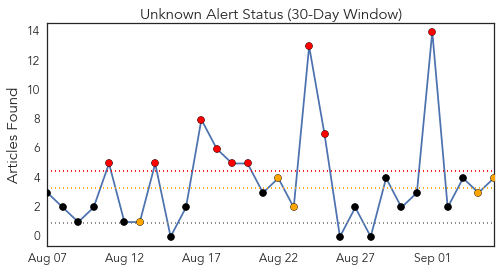 Unknown Alert Status (30-Day Window)
Articles Found
14
12
10
8
6
4
2
0
Aug 07 Aug 12 Aug 17 Aug 22 Aug 27 Sep 01